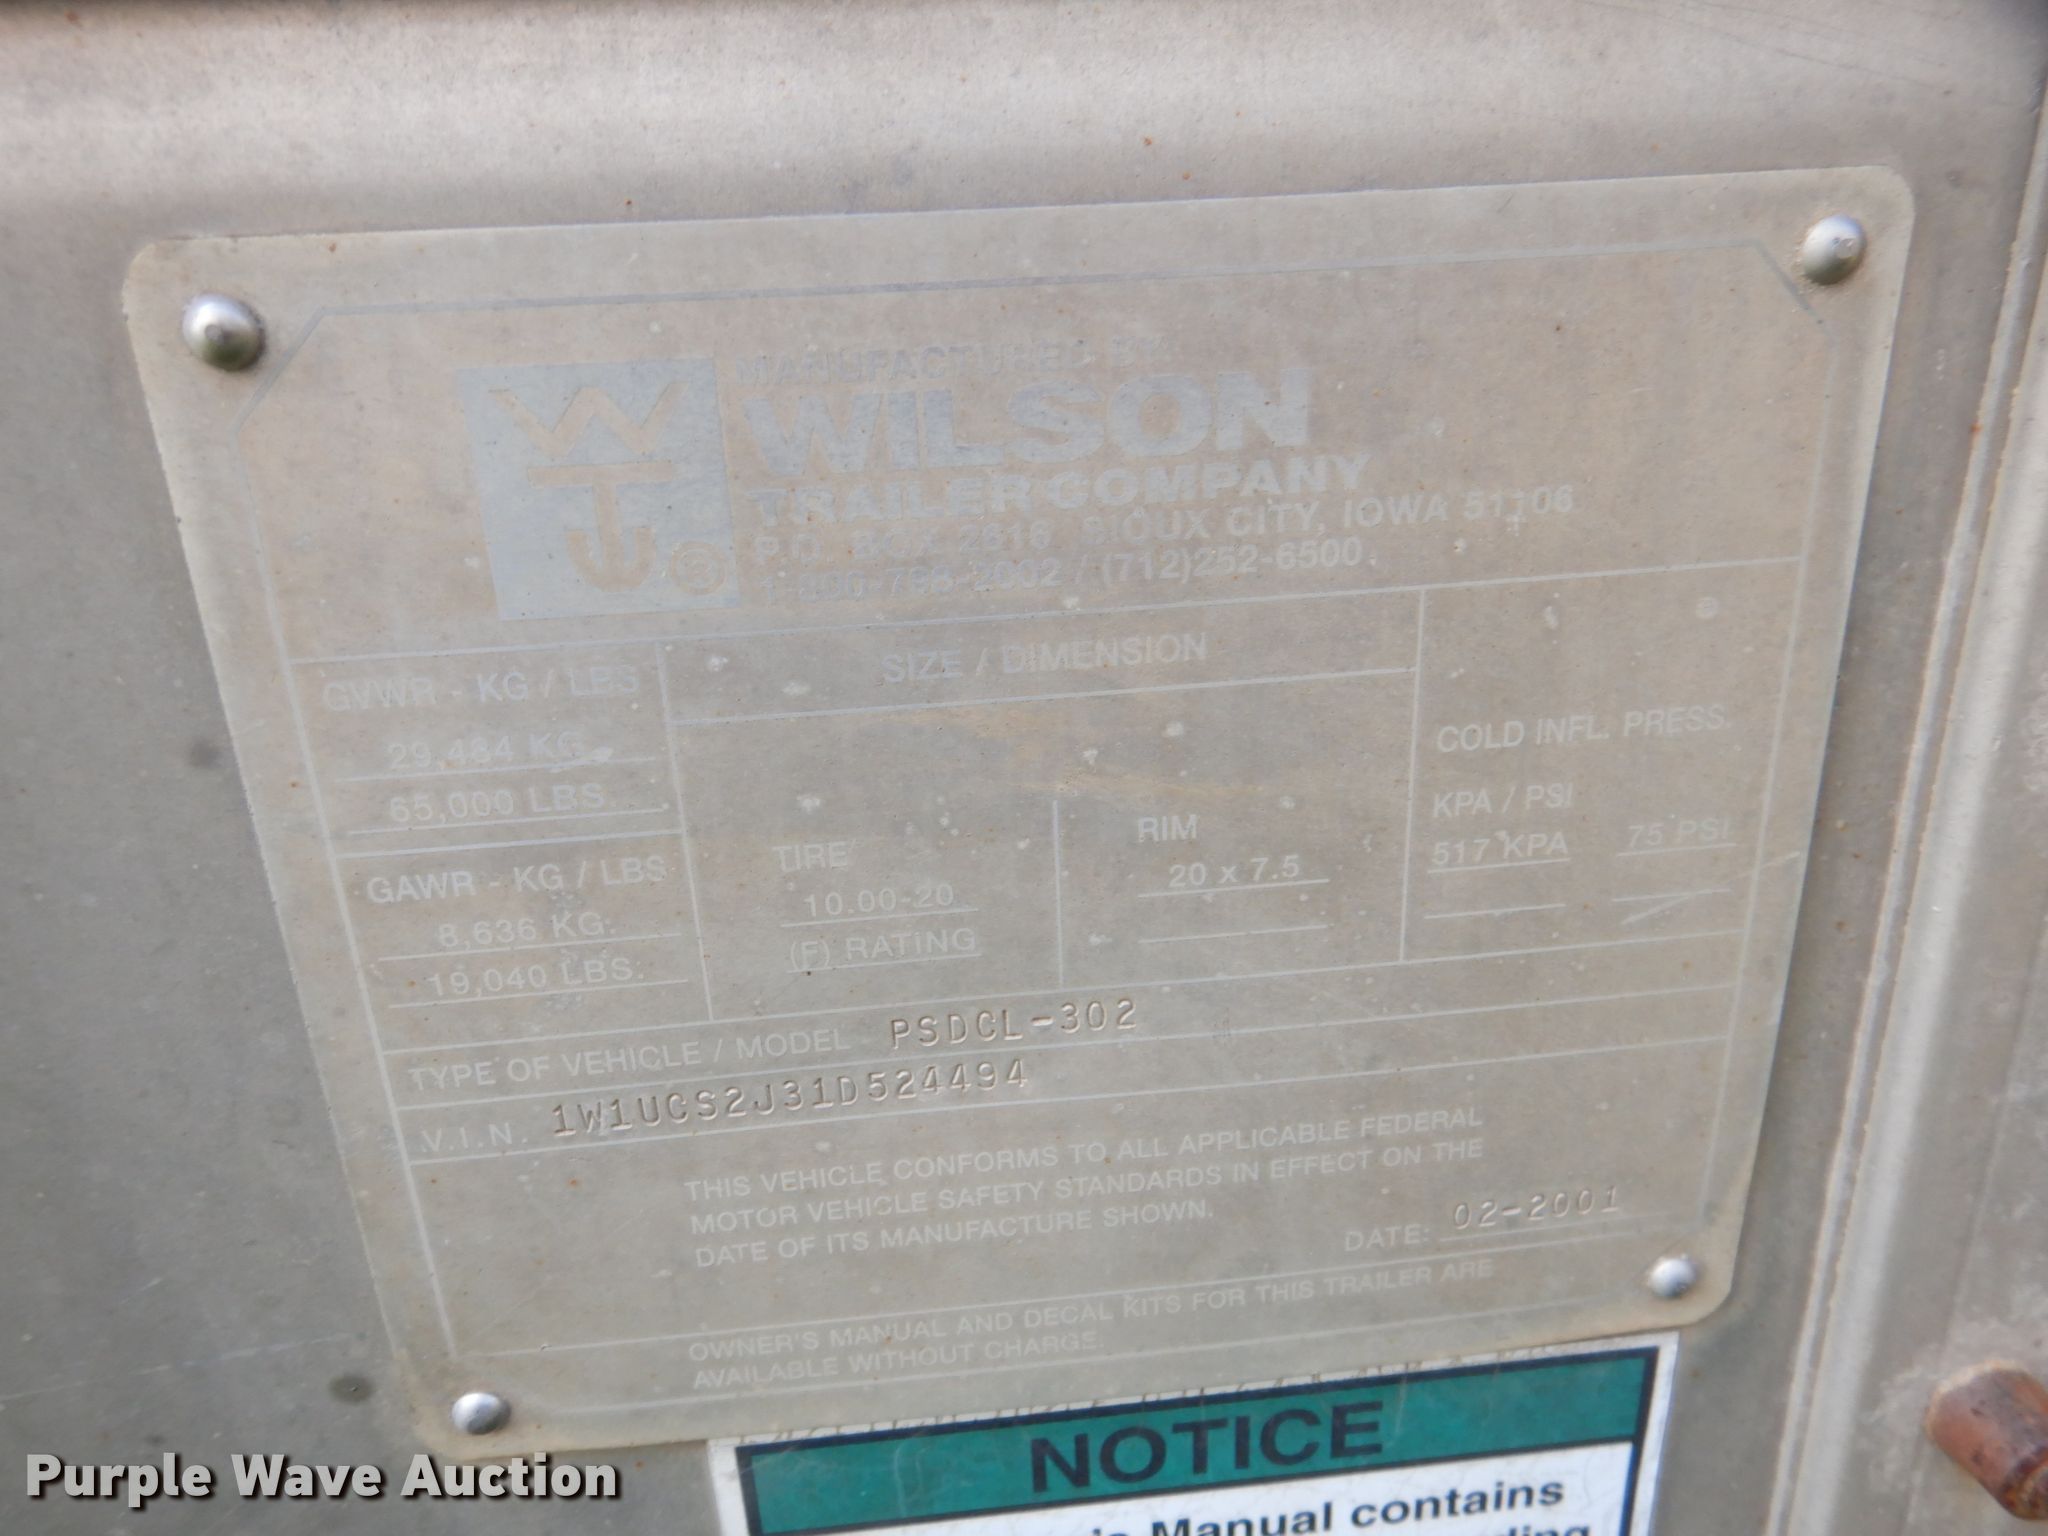 MANUFACTURED BY:
WILSON
TRAILER COMPANY
P.O. BOX 2618 SIOUX CITY, IOWA 51106
1-800-798-2002 / (712)252-6500
WTJ
®
GVWR - KG / LBS
29,484 KG.
65,000 LBS.
GAWR - KG / LBS
8,636 KG.
19,040 LBS.
SIZE / DIMENSION
TIRE
10.00-20
(F) RATING
RIM
20 x 7.5
COLD INFL. PRESS.
KPA / PSI
517 KPA 75 PSI
TYPE OF VEHICLE / MODEL PSDCL-302
V.I.N. 1W1UCS2J31D524494
THIS VEHICLE CONFORMS TO ALL APPLICABLE FEDERAL
MOTOR VEHICLE SAFETY STANDARDS IN EFFECT ON THE
DATE OF ITS MANUFACTURE SHOWN.
DATE: 02-2001
OWNER'S MANUAL AND DECAL KITS FOR THIS TRAILER ARE
AVAILABLE WITHOUT CHARGE.
NOTICE
Manual contains
Purple Wave Auction